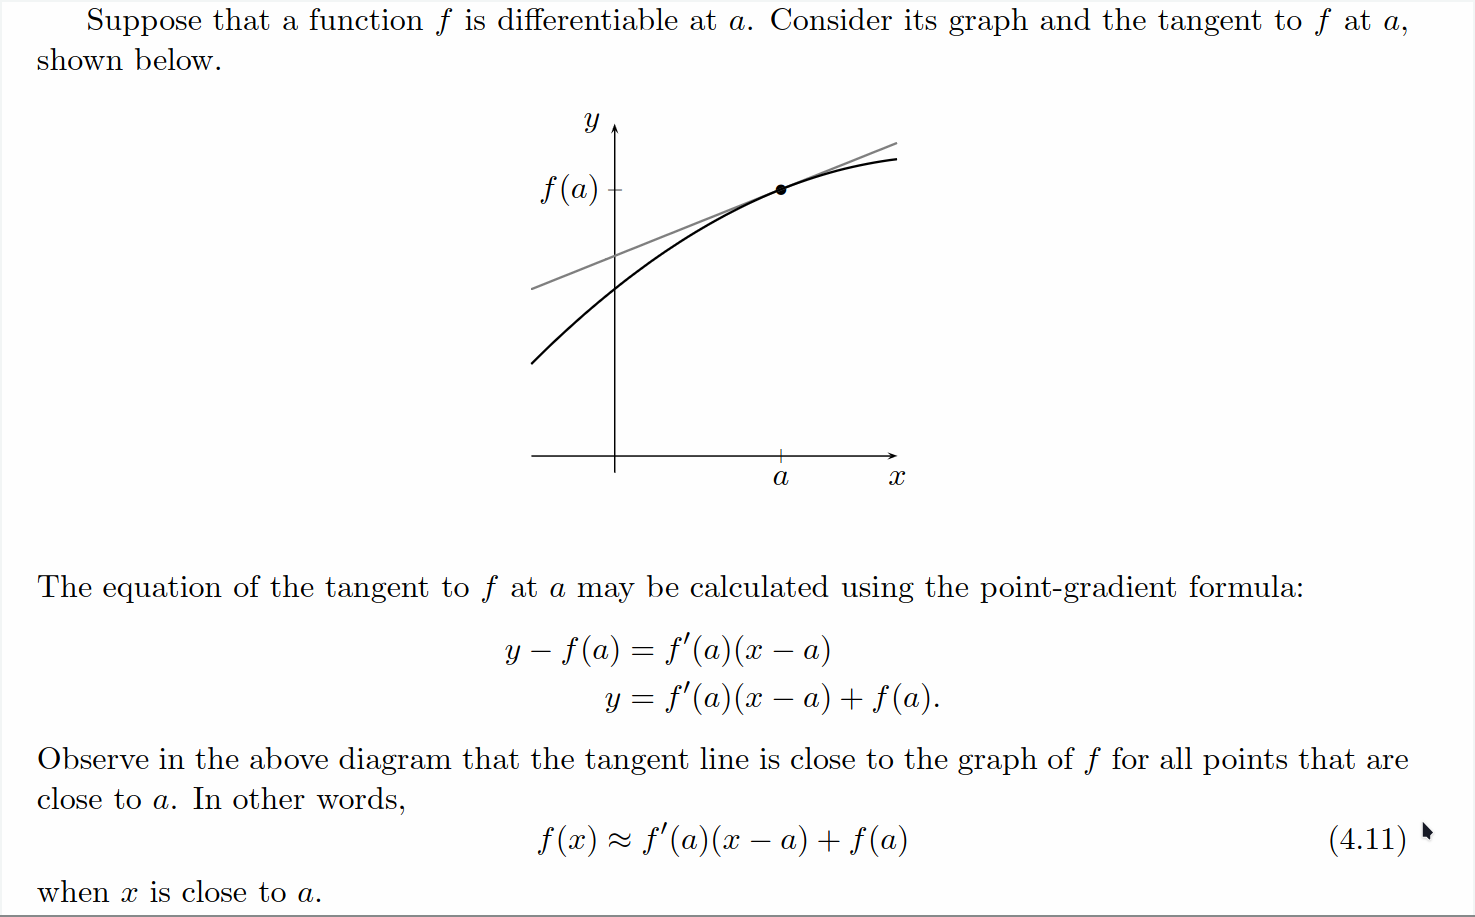 Suppose that a function f is differentiable at a. Consider its graph and the tangent to f at a,
shown below.
y
f(a)
a
x
The equation of the tangent to f at a may be calculated using the point-gradient formula:
y − f(a) = f′(a)(x − a)
y = f′(a)(x − a) + f(a).
Observe in the above diagram that the tangent line is close to the graph of f for all points that are
close to a. In other words,
f(x) ≈ f′(a)(x − a) + f(a) (4.11)
when x is close to a.